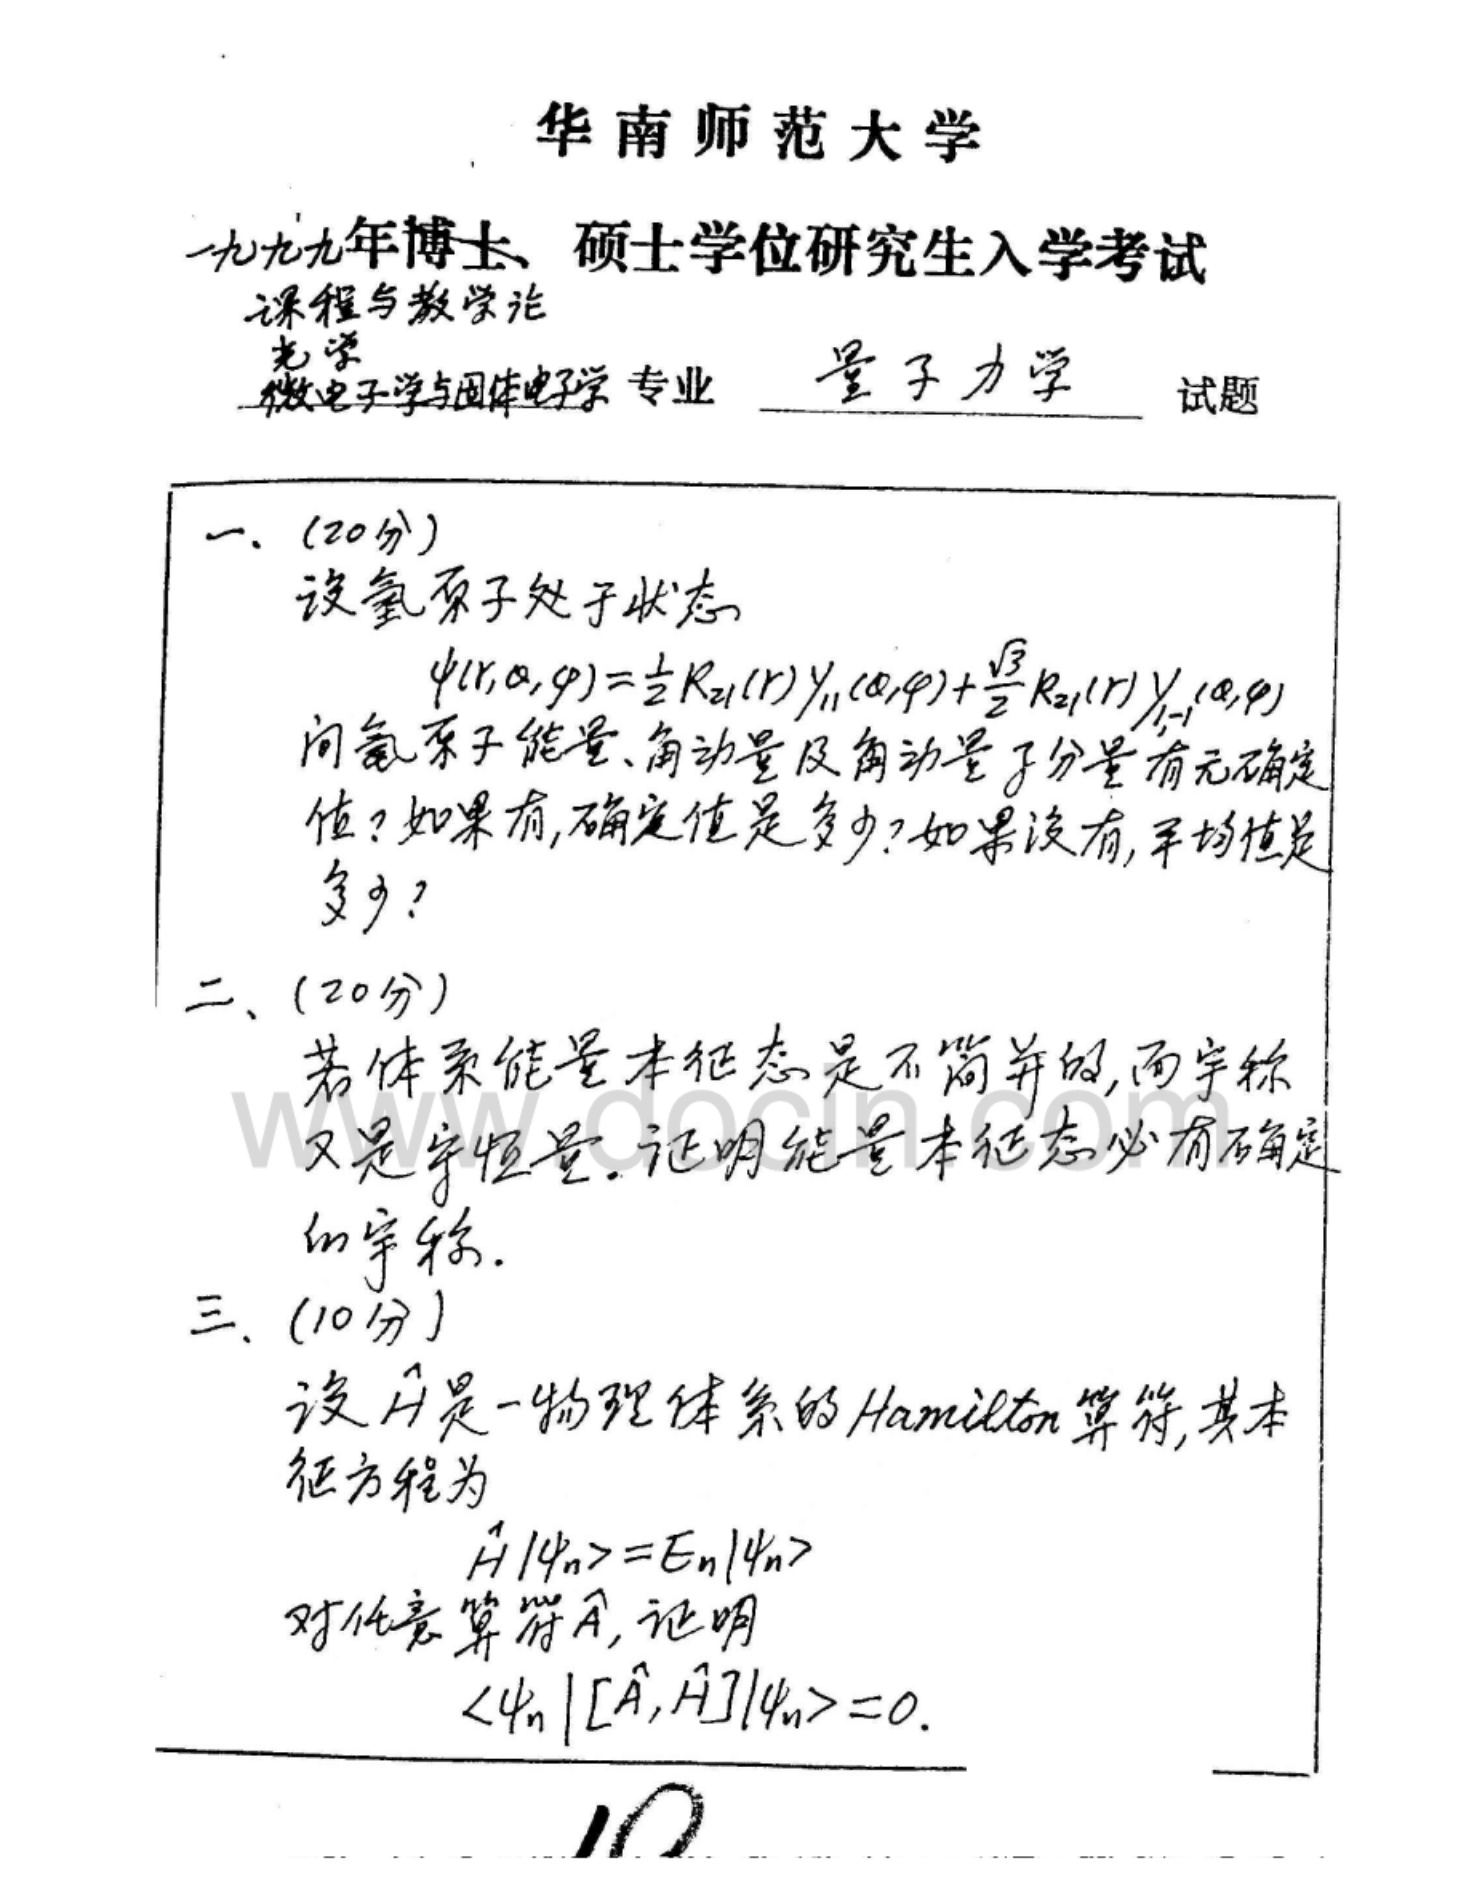 华南师范大学
一九九九年博士、硕士学位研究生入学考试
课程与教学论
光学
微电子学与固体电子学 专业 量子力学 试题
一、(20分)
设氢原子处于状态
ψ(r,θ,φ)=1/2 R₂₁(r)Y₁₁(θ,φ)+√3/2 R₂₁(r)Y₁₋₁(θ,φ)
问氢原子能量、角动量及角动量Z分量有无确定
值?如果有,确定值是多少?如果没有,平均值是
多少?
二、(20分)
若体系能量本征态是不简并的,而宇称
又是守恒量.证明能量本征态必有确定
的宇称.
三、(10分)
设Ĥ是一物理体系的Hamilton算符,其本
征方程为
Ĥ|ψₙ>=Eₙ|ψₙ>
对任意算符Â,证明
<ψₙ|[Â,Ĥ]|ψₙ>=0.
www.docin.com